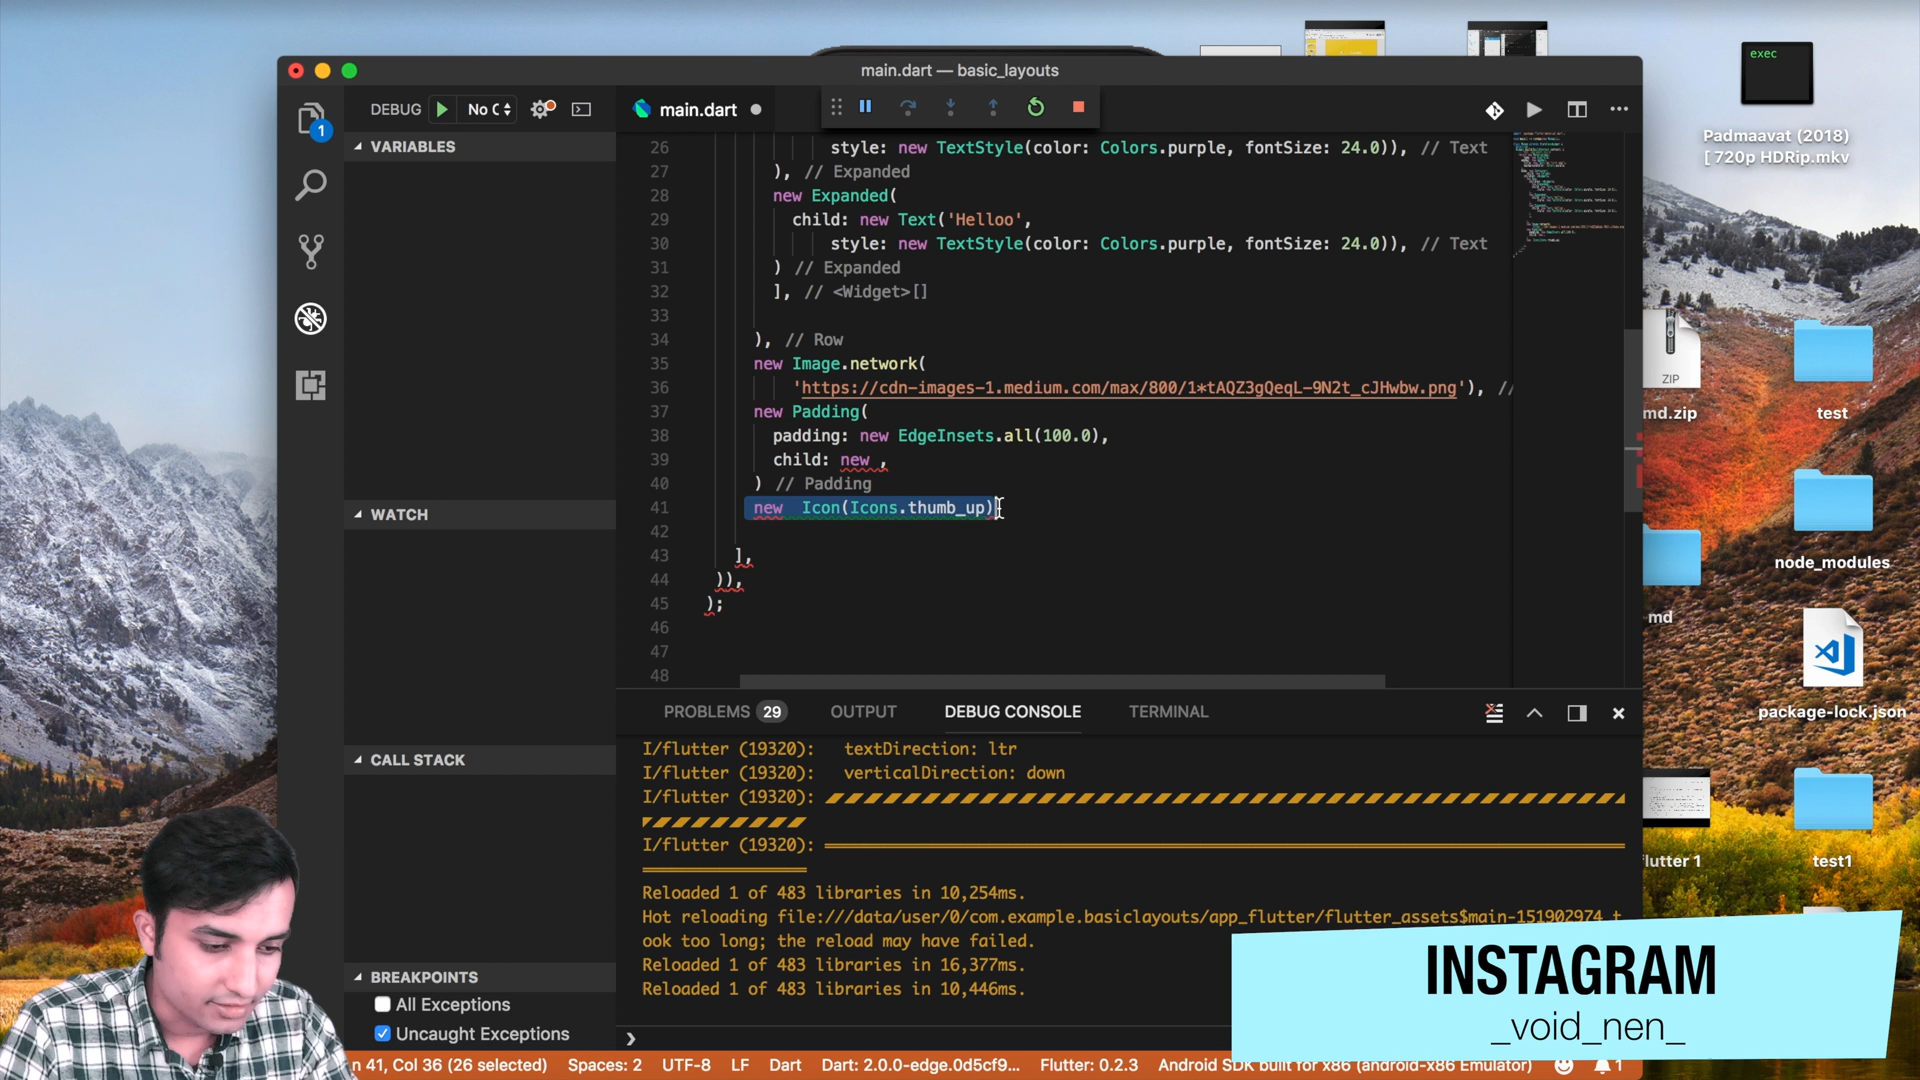 exec
Padmaavat (2018)
[ 720p HDRip.mkv
main.dart — basic_layouts
DEBUG
No C
main.dart
1
VARIABLES
26 style: new TextStyle(color: Colors.purple, fontSize: 24.0)), // Text
27 ), // Expanded
28 new Expanded(
29 child: new Text('Helloo',
30 style: new TextStyle(color: Colors.purple, fontSize: 24.0)), // Text
31 ) // Expanded
32 ], // <Widget>[]
33
34 ), // Row
35 new Image.network(
36 'https://cdn-images-1.medium.com/max/800/1*tAQZ3gQeqL-9N2t_cJHwbw.png'), //
37 new Padding(
38 padding: new EdgeInsets.all(100.0),
39 child: new ,
40 ) // Padding
41 new  Icon(Icons.thumb_up)
42
43 ],
44 )),
45 );
46
47
48
WATCH
CALL STACK
BREAKPOINTS
All Exceptions
Uncaught Exceptions
PROBLEMS 29
OUTPUT
DEBUG CONSOLE
TERMINAL
I/flutter (19320): textDirection: ltr
I/flutter (19320): verticalDirection: down
I/flutter (19320):
I/flutter (19320):
Reloaded 1 of 483 libraries in 10,254ms.
Hot reloading file:///data/user/0/com.example.basiclayouts/app_flutter/flutter_assets$main-151902974 t
ook too long; the reload may have failed.
Reloaded 1 of 483 libraries in 16,377ms.
Reloaded 1 of 483 libraries in 10,446ms.
n 41, Col 36 (26 selected)
Spaces: 2
UTF-8
LF
Dart
Dart: 2.0.0-edge.0d5cf9...
Flutter: 0.2.3
Android SDK built for x86 (android-x86 Emulator)
1
ZIP
md.zip
test
node_modules
md
package-lock.json
lutter 1
test1
INSTAGRAM
_void_nen_